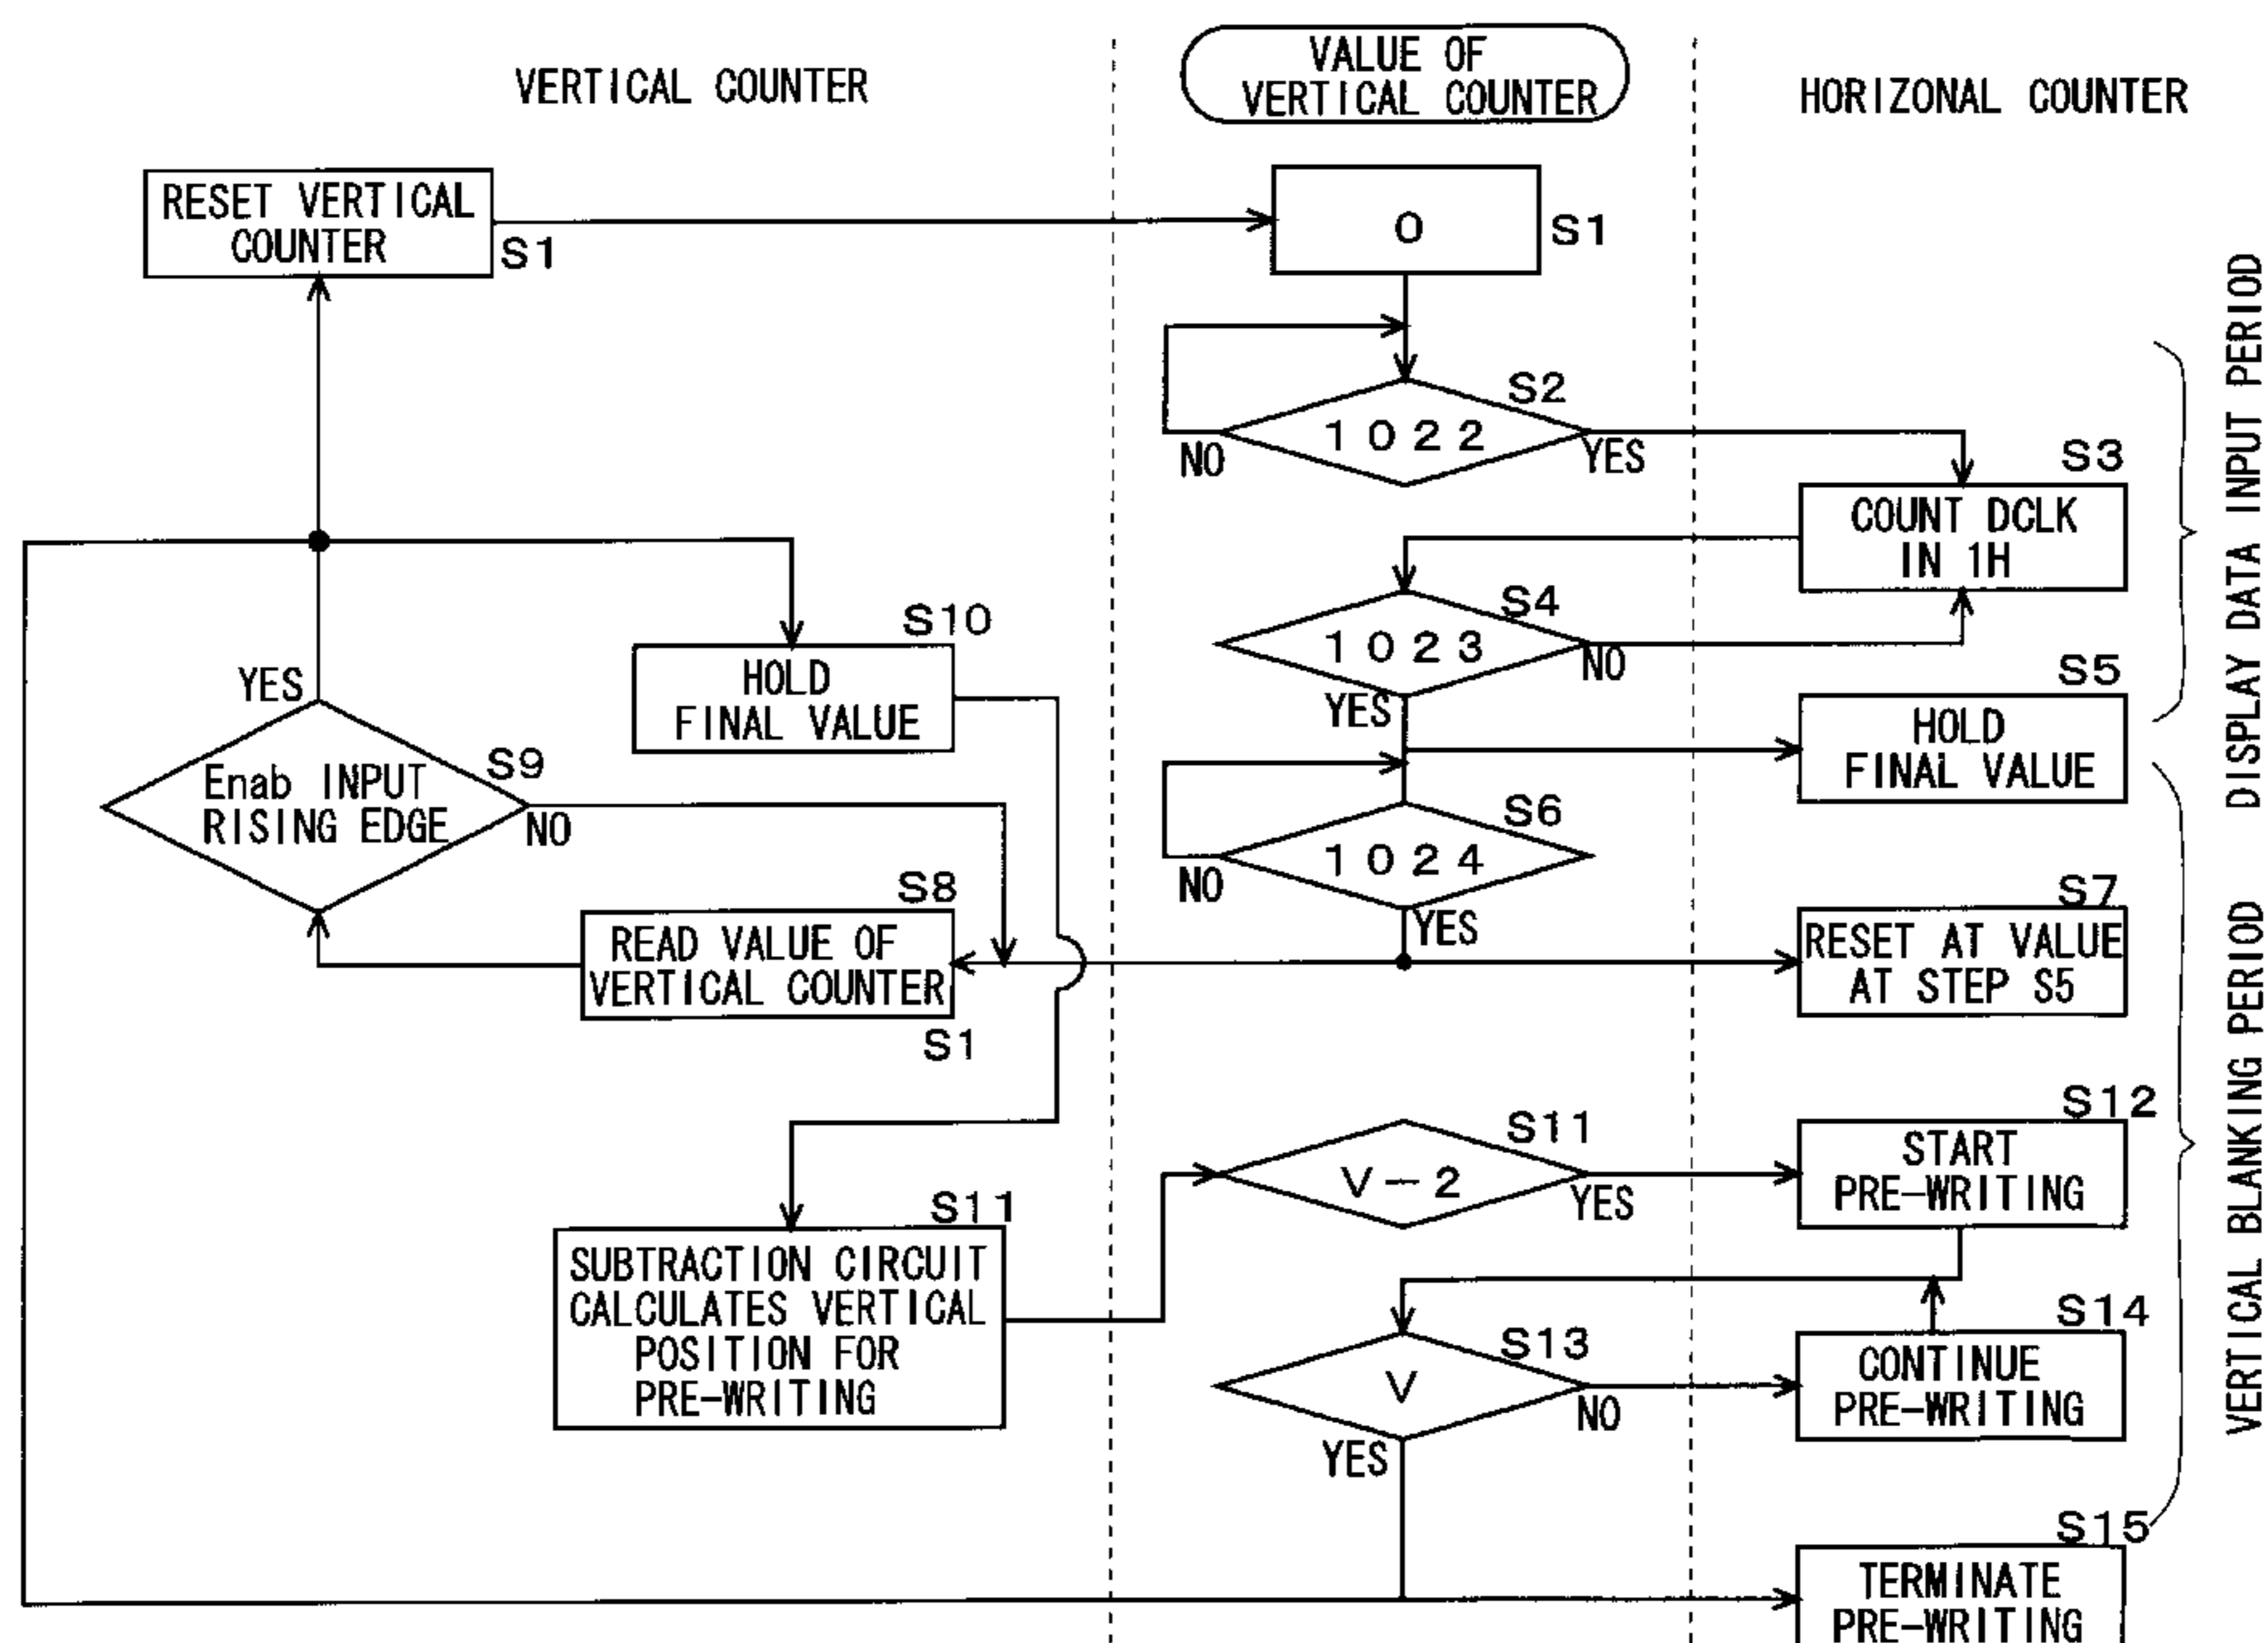 VERTICAL COUNTER
VALUE OF
VERTICAL COUNTER
HORIZONAL COUNTER
RESET VERTICAL
COUNTER
S1
0
S1
S2
1022
NO
YES
S3
COUNT DCLK
IN 1H
S4
1023
NO
YES
S5
HOLD
FINAL VALUE
DISPLAY DATA INPUT PERIOD
S10
HOLD
FINAL VALUE
YES
Enab INPUT
RISING EDGE
S9
NO
S6
1024
NO
YES
S7
RESET AT VALUE
AT STEP S5
S8
READ VALUE OF
VERTICAL COUNTER
S1
S11
V-2
YES
S12
START
PRE-WRITING
S11
SUBTRACTION CIRCUIT
CALCULATES VERTICAL
POSITION FOR
PRE-WRITING
S13
V
NO
YES
S14
CONTINUE
PRE-WRITING
VERTICAL BLANKING PERIOD
S15
TERMINATE
PRE-WRITING